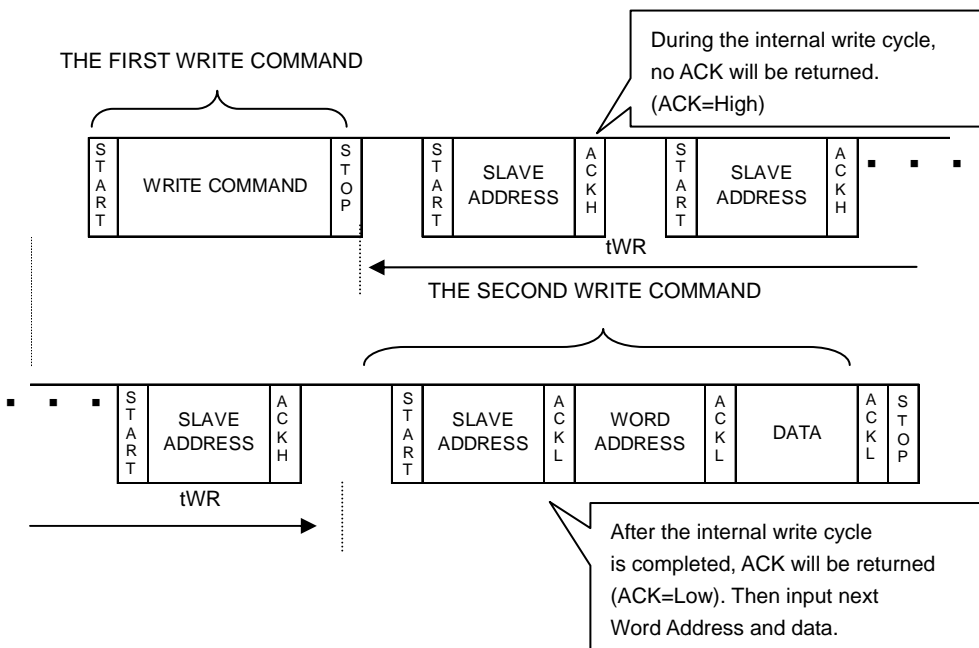 THE FIRST WRITE COMMAND
During the internal write cycle,
no ACK will be returned.
(ACK=High)
START
WRITE COMMAND
STOP
START
SLAVE
ADDRESS
ACKH
START
SLAVE
ADDRESS
ACKH
tWR
THE SECOND WRITE COMMAND
START
SLAVE
ADDRESS
ACKH
START
SLAVE
ADDRESS
ACKL
WORD
ADDRESS
ACKL
DATA
ACKL
STOP
tWR
After the internal write cycle
is completed, ACK will be returned
(ACK=Low). Then input next
Word Address and data.